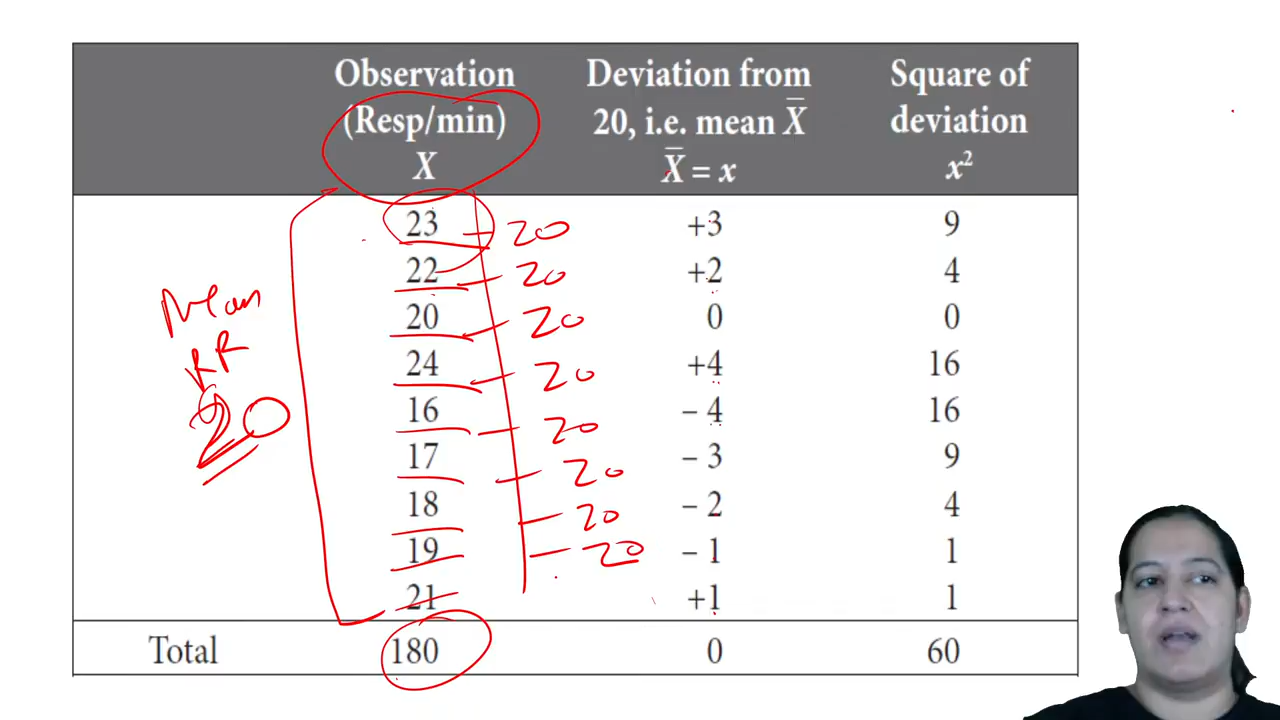 Observation (Resp/min) X
Deviation from 20, i.e. mean X̅ X̅ = x
Square of deviation x²
23 – 20 +3 9
22 – 20 +2 4
20 – 20 0 0
24 – 20 +4 16
16 – 20 – 4 16
17 – 20 – 3 9
18 – 20 – 2 4
19 – 20 – 1 1
21 +1 1
Total 180 0 60
Mean
RR
20